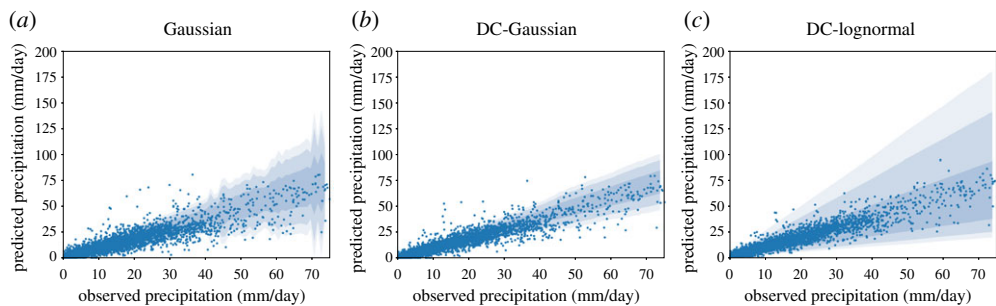 (a) Gaussian
predicted precipitation (mm/day)
200
175
150
125
100
75
50
25
0
0 10 20 30 40 50 60 70
observed precipitation (mm/day)
(b) DC-Gaussian
predicted precipitation (mm/day)
200
175
150
125
100
75
50
25
0
0 10 20 30 40 50 60 70
observed precipitation (mm/day)
(c) DC-lognormal
predicted precipitation (mm/day)
200
175
150
125
100
75
50
25
0
0 10 20 30 40 50 60 70
observed precipitation (mm/day)